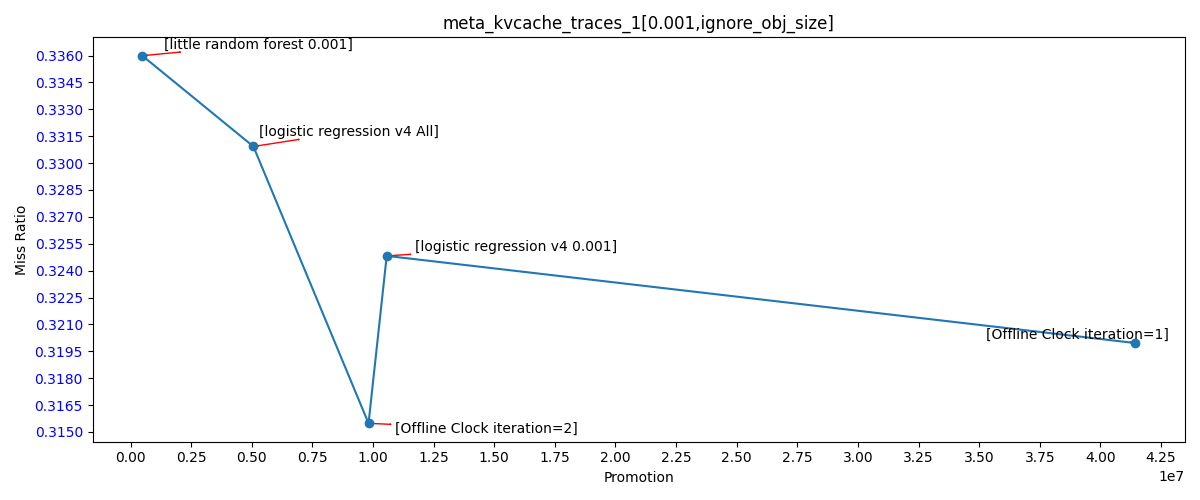 meta_kvcache_traces_1[0.001,ignore_obj_size]
[little random forest 0.001]
[logistic regression v4 All]
[logistic regression v4 0.001]
[Offline Clock iteration=1]
[Offline Clock iteration=2]
Miss Ratio
0.3360
0.3345
0.3330
0.3315
0.3300
0.3285
0.3270
0.3255
0.3240
0.3225
0.3210
0.3195
0.3180
0.3165
0.3150
0.00 0.25 0.50 0.75 1.00 1.25 1.50 1.75 2.00 2.25 2.50 2.75 3.00 3.25 3.50 3.75 4.00 4.25
1e7
Promotion